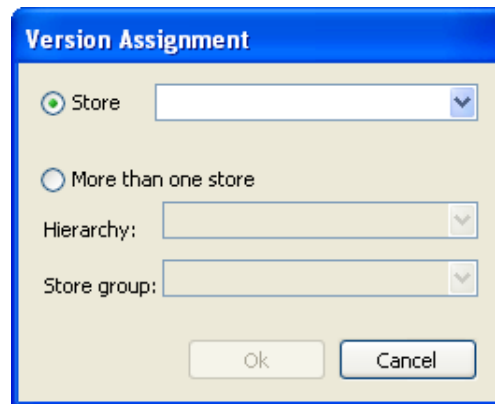 Version Assignment
Store
More than one store
Hierarchy:
Store group:
Ok Cancel